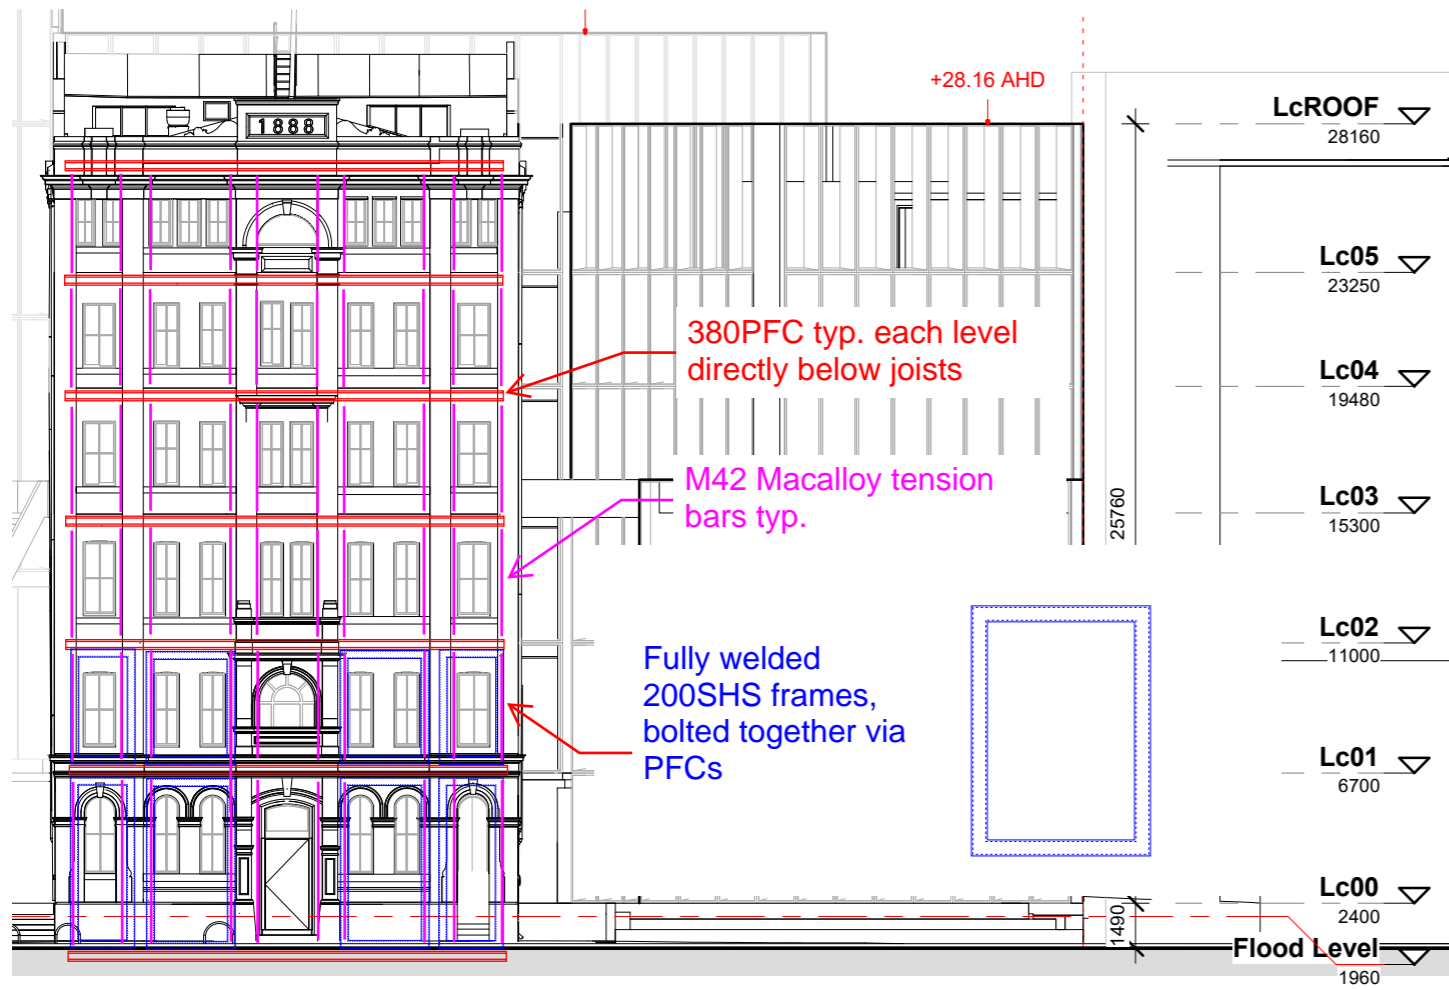 +28.16 AHD
LcROOF
28160
1888
Lc05
23250
380PFC typ. each level
directly below joists
Lc04
19480
M42 Macalloy tension
bars typ.
25760
Lc03
15300
Lc02
11000
Fully welded
200SHS frames,
bolted together via
PFCs
Lc01
6700
Lc00
2400
1490
Flood Level
1960